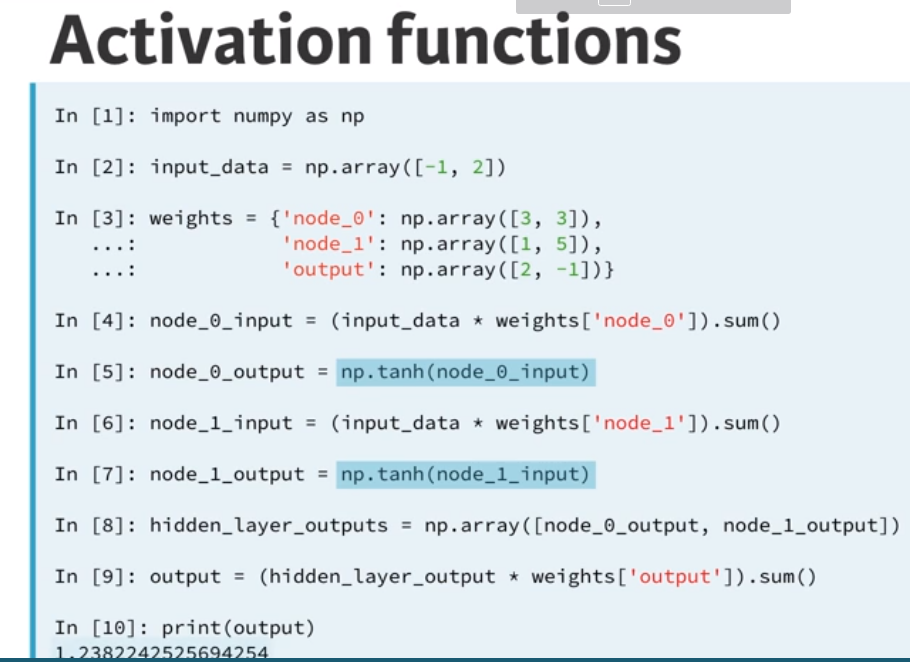 Activation functions
In [1]: import numpy as np
In [2]: input_data = np.array([-1, 2])
In [3]: weights = {'node_0': np.array([3, 3]),
   ...:            'node_1': np.array([1, 5]),
   ...:            'output': np.array([2, -1])}
In [4]: node_0_input = (input_data * weights['node_0']).sum()
In [5]: node_0_output = np.tanh(node_0_input)
In [6]: node_1_input = (input_data * weights['node_1']).sum()
In [7]: node_1_output = np.tanh(node_1_input)
In [8]: hidden_layer_outputs = np.array([node_0_output, node_1_output])
In [9]: output = (hidden_layer_output * weights['output']).sum()
In [10]: print(output)
1.2382242525694254